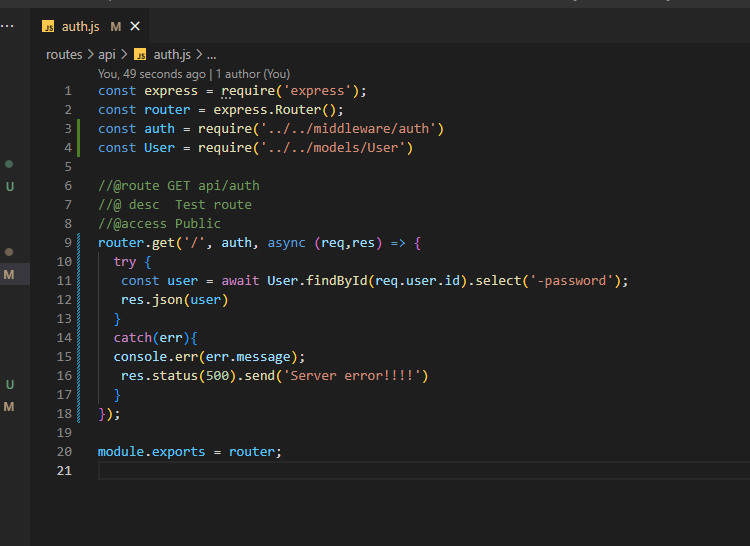 ... JS auth.js M ×
routes > api > JS auth.js > ...
You, 49 seconds ago | 1 author (You)
1 const express = require('express');
2 const router = express.Router();
3 const auth = require('../../middleware/auth')
4 const User = require('../../models/User')
5
U
6 //@route GET api/auth
7 //@ desc  Test route
8 //@access Public
9 router.get('/', auth, async (req,res) => {
10   try {
M
11    const user = await User.findById(req.user.id).select('-password');
12    res.json(user)
13   }
14   catch(err){
15   console.err(err.message);
16    res.status(500).send('Server error!!!!')
U
17   }
M
18 });
19
20 module.exports = router;
21